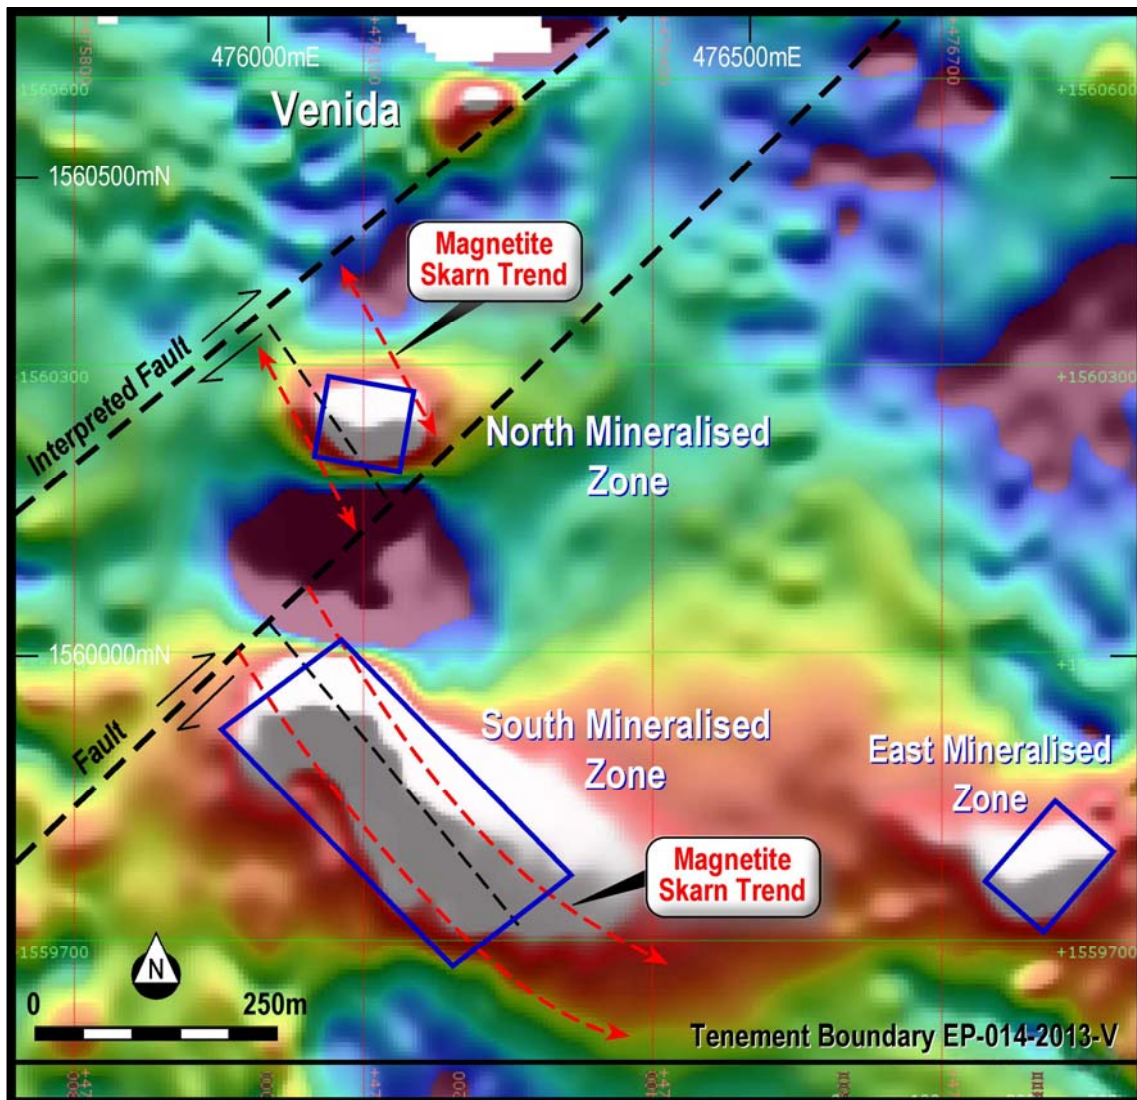 476000mE
476500mE
1560600
+1560600
Venida
1560500mN
Magnetite
Skarn Trend
Interpreted Fault
1560300
+1560300
North Mineralised
Zone
1560000mN
Fault
South Mineralised
Zone
East Mineralised
Zone
Magnetite
Skarn Trend
1559700
+1559700
N
0
250m
Tenement Boundary EP-014-2013-V